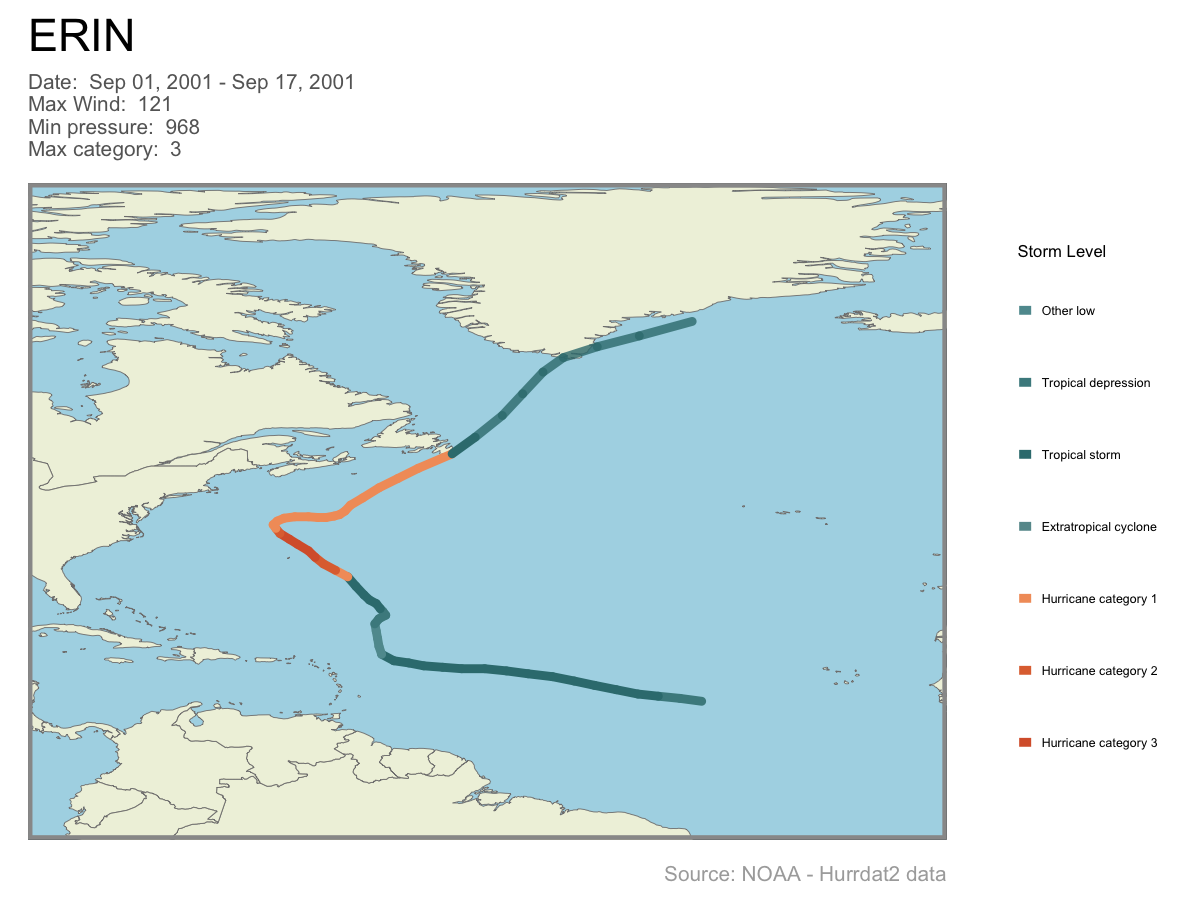 ERIN
Date:  Sep 01, 2001 - Sep 17, 2001
Max Wind:  121
Min pressure:  968
Max category:  3
Storm Level
Other low
Tropical depression
Tropical storm
Extratropical cyclone
Hurricane category 1
Hurricane category 2
Hurricane category 3
Source: NOAA - Hurrdat2 data